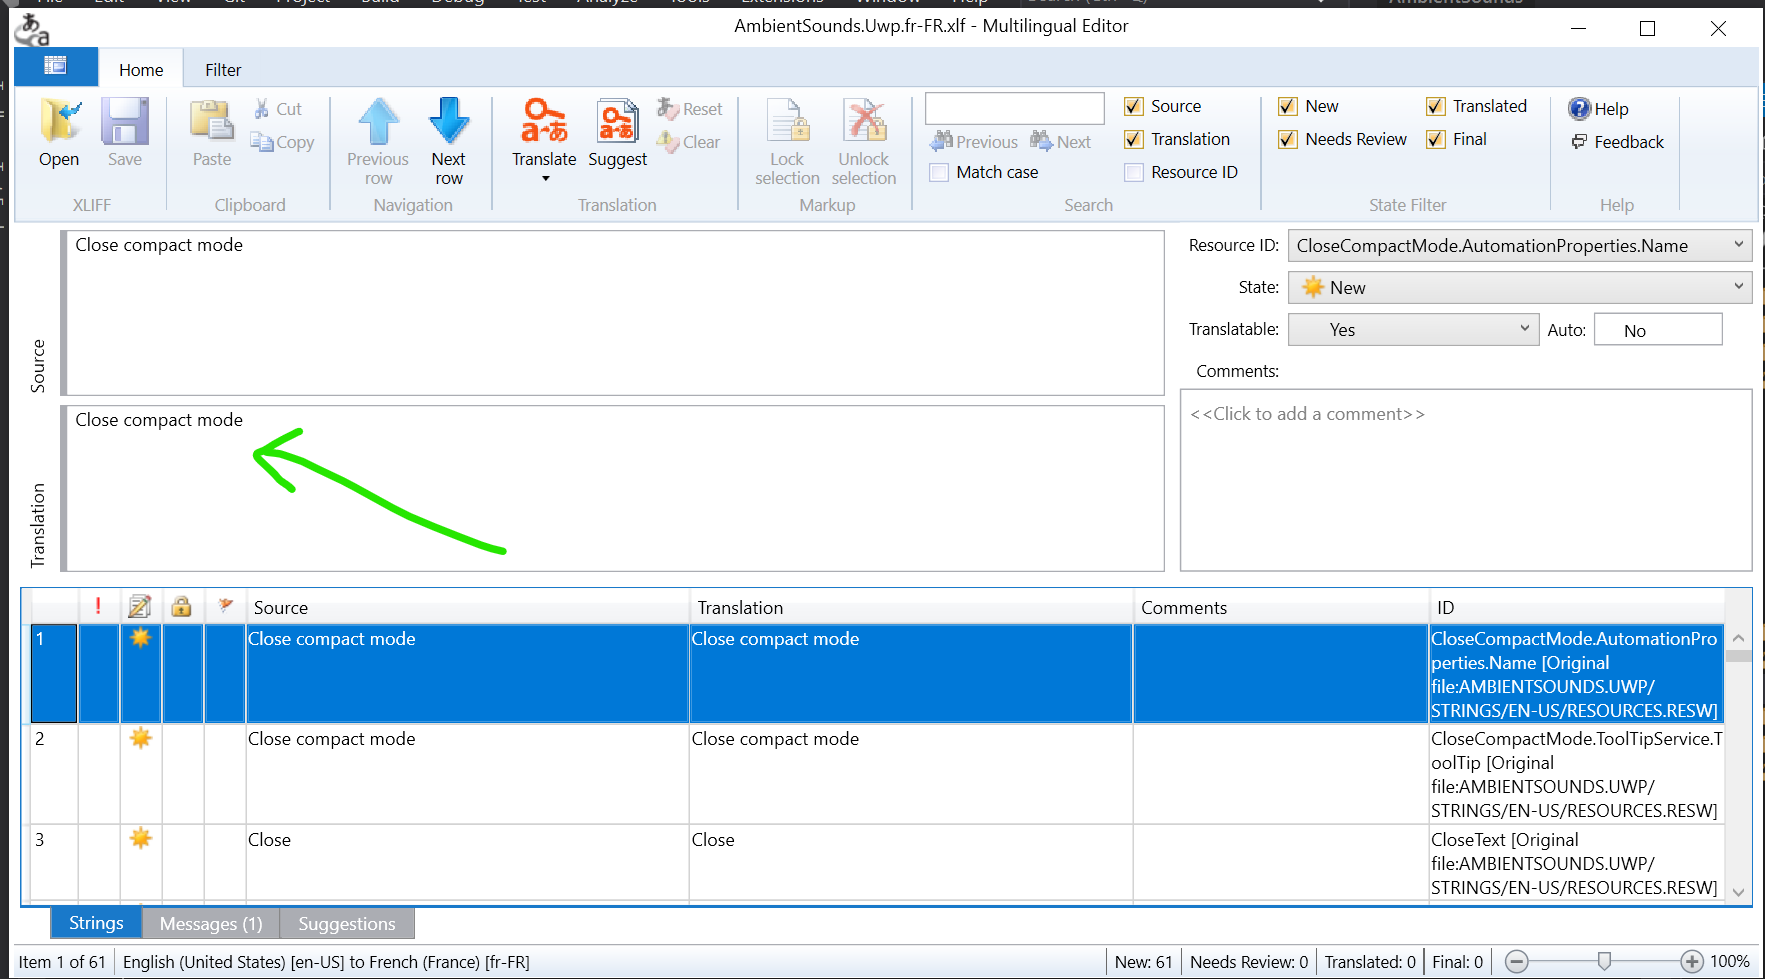 AmbientSounds.Uwp.fr-FR.xlf - Multilingual Editor
Home
Filter
Open
Save
XLIFF
Paste
Cut
Copy
Clipboard
Previous row
Next row
Navigation
Translate
Suggest
Reset
Clear
Translation
Lock selection
Unlock selection
Markup
Previous
Next
Match case
Source
Translation
Resource ID
Search
New
Needs Review
Translated
Final
State Filter
Help
Feedback
Help
Source
Close compact mode
Translation
Close compact mode
Resource ID: CloseCompactMode.AutomationProperties.Name
State: New
Translatable: Yes Auto: No
Comments:
<<Click to add a comment>>
! Source Translation Comments ID
1 Close compact mode Close compact mode CloseCompactMode.AutomationPro
perties.Name [Original
file:AMBIENTSOUNDS.UWP/
STRINGS/EN-US/RESOURCES.RESW]
2 Close compact mode Close compact mode CloseCompactMode.ToolTipService.T
oolTip [Original
file:AMBIENTSOUNDS.UWP/
STRINGS/EN-US/RESOURCES.RESW]
3 Close Close CloseText [Original
file:AMBIENTSOUNDS.UWP/
STRINGS/EN-US/RESOURCES.RESW]
Strings Messages (1) Suggestions
Item 1 of 61 English (United States) [en-US] to French (France) [fr-FR] New: 61 Needs Review: 0 Translated: 0 Final: 0 100%